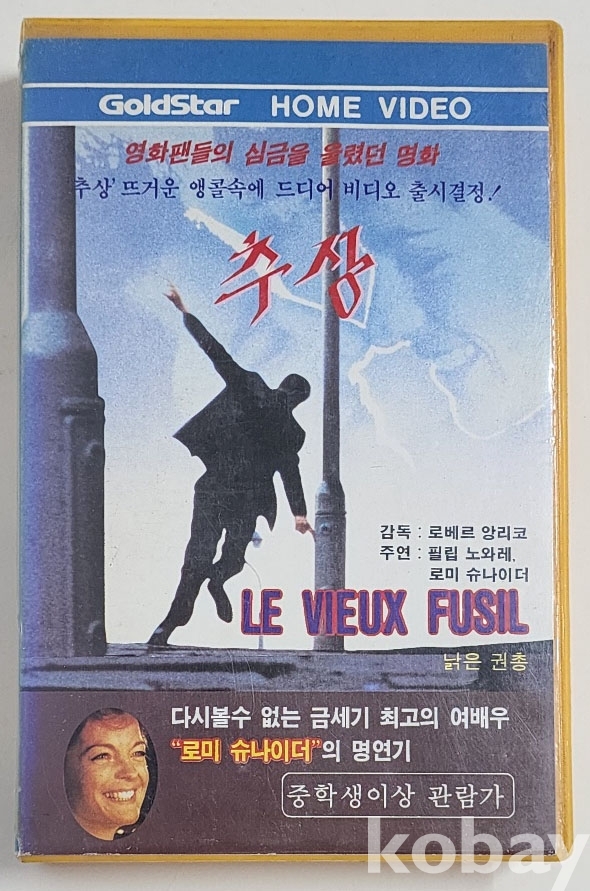 GoldStar HOME VIDEO
영화팬들의 심금을 울렸던 명화
'추상' 뜨거운 앵콜속에 드디어 비디오 출시결정!
추상
감독 : 로베르 앙리코
주연 : 필립 노와레,
로미 슈나이더
LE VIEUX FUSIL
낡은 권총
다시볼수 없는 금세기 최고의 여배우
“로미 슈나이더”의 명연기
중학생이상 관람가
kobay